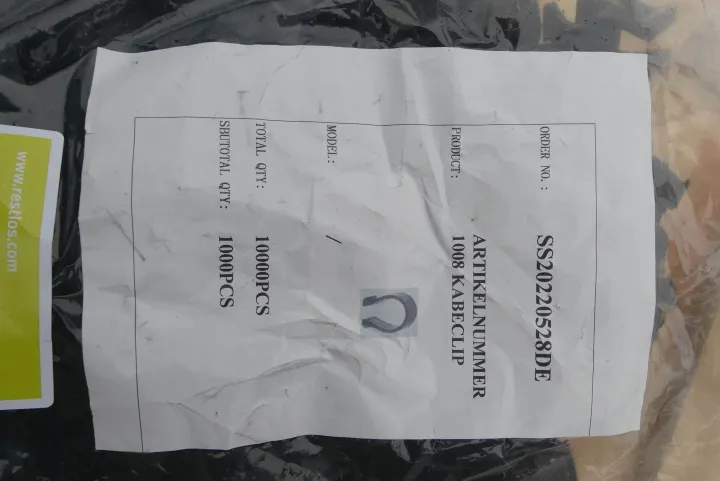 ORDER NO.: SS20220528DE
PRODUCT: ARTIKELNUMMER
1008 KABECLIP
MODEL: /
TOTAL QTY: 10000PCS
SBUTOTAL QTY: 1000PCS
www.restlos.com